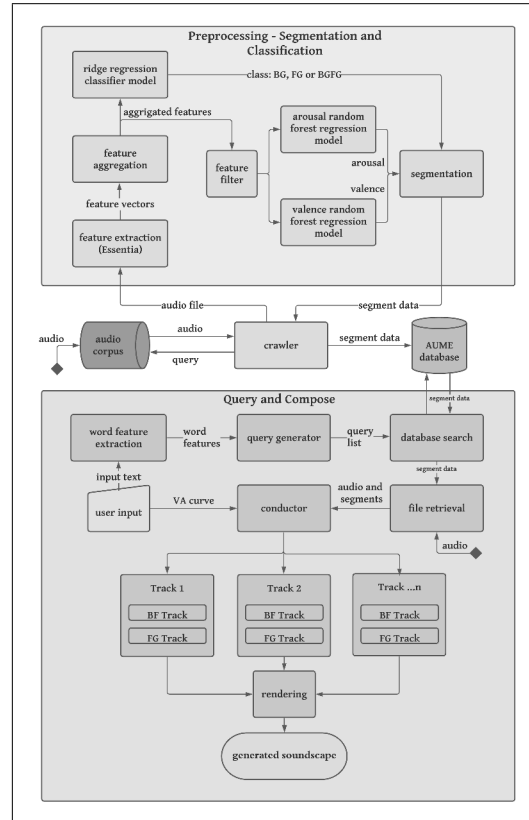 Preprocessing - Segmentation and
Classification
ridge regression
classifier model
class: BG, FG or BGFG
aggrigated features
feature
aggregation
feature
filter
arousal random
forest regression
model
arousal
valence
segmentation
feature vectors
valence random
forest regression
model
feature extraction
(Essentia)
audio file
segment data
audio
audio
corpus
audio
query
crawler
segment data
AUME
database
segment data
Query and Compose
word feature
extraction
word
features
query generator
query
list
database search
input text
segment data
user input
VA curve
conductor
audio and
segments
file retrieval
audio
Track 1
BF Track
FG Track
Track 2
BF Track
FG Track
Track ...n
BF Track
FG Track
rendering
generated soundscape